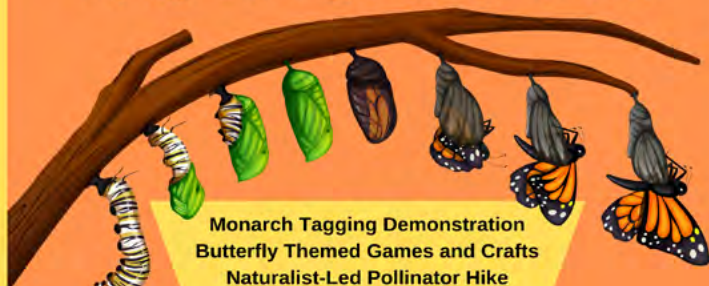 Monarch Tagging Demonstration
Butterfly Themed Games and Crafts
Naturalist-Led Pollinator Hike